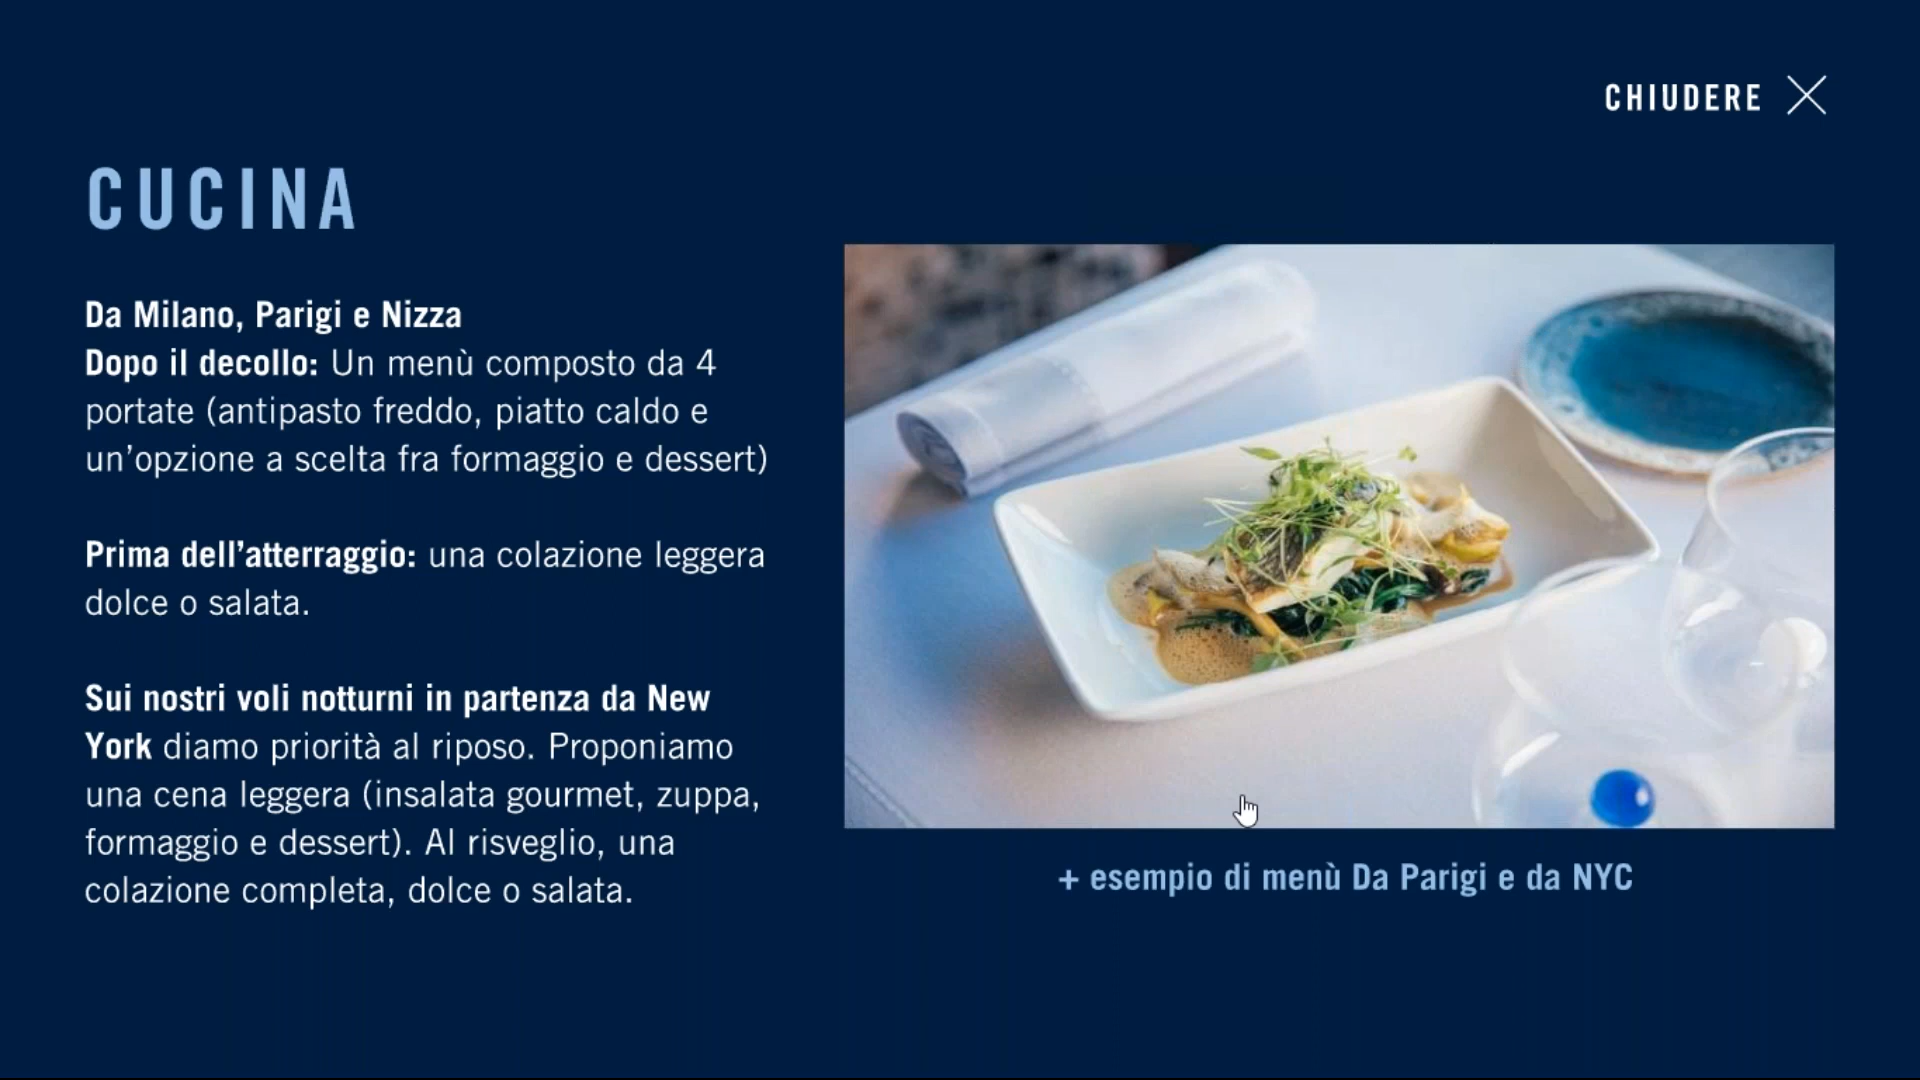 CHIUDERE
CUCINA
Da Milano, Parigi e Nizza
Dopo il decollo: Un menù composto da 4
portate (antipasto freddo, piatto caldo e
un’opzione a scelta fra formaggio e dessert)
Prima dell’atterraggio: una colazione leggera
dolce o salata.
Sui nostri voli notturni in partenza da New
York diamo priorità al riposo. Proponiamo
una cena leggera (insalata gourmet, zuppa,
formaggio e dessert). Al risveglio, una
colazione completa, dolce o salata.
+ esempio di menù Da Parigi e da NYC